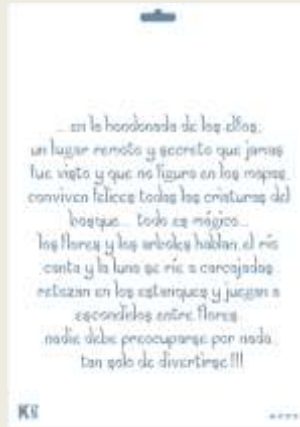 ... en la hondonada de los elfos,
un lugar remoto y secreto que jamas
fue visto y que no figura en los mapas,
conviven felices todas las criaturas del
bosque... todo es mágico...
las flores y los arboles hablan, el río
canta y la luna se ríe a carcajadas...
retozan en los estanques y juegan a
escondidas entre flores...
nadie debe preocuparse por nada,
tan solo de divertirse!!!